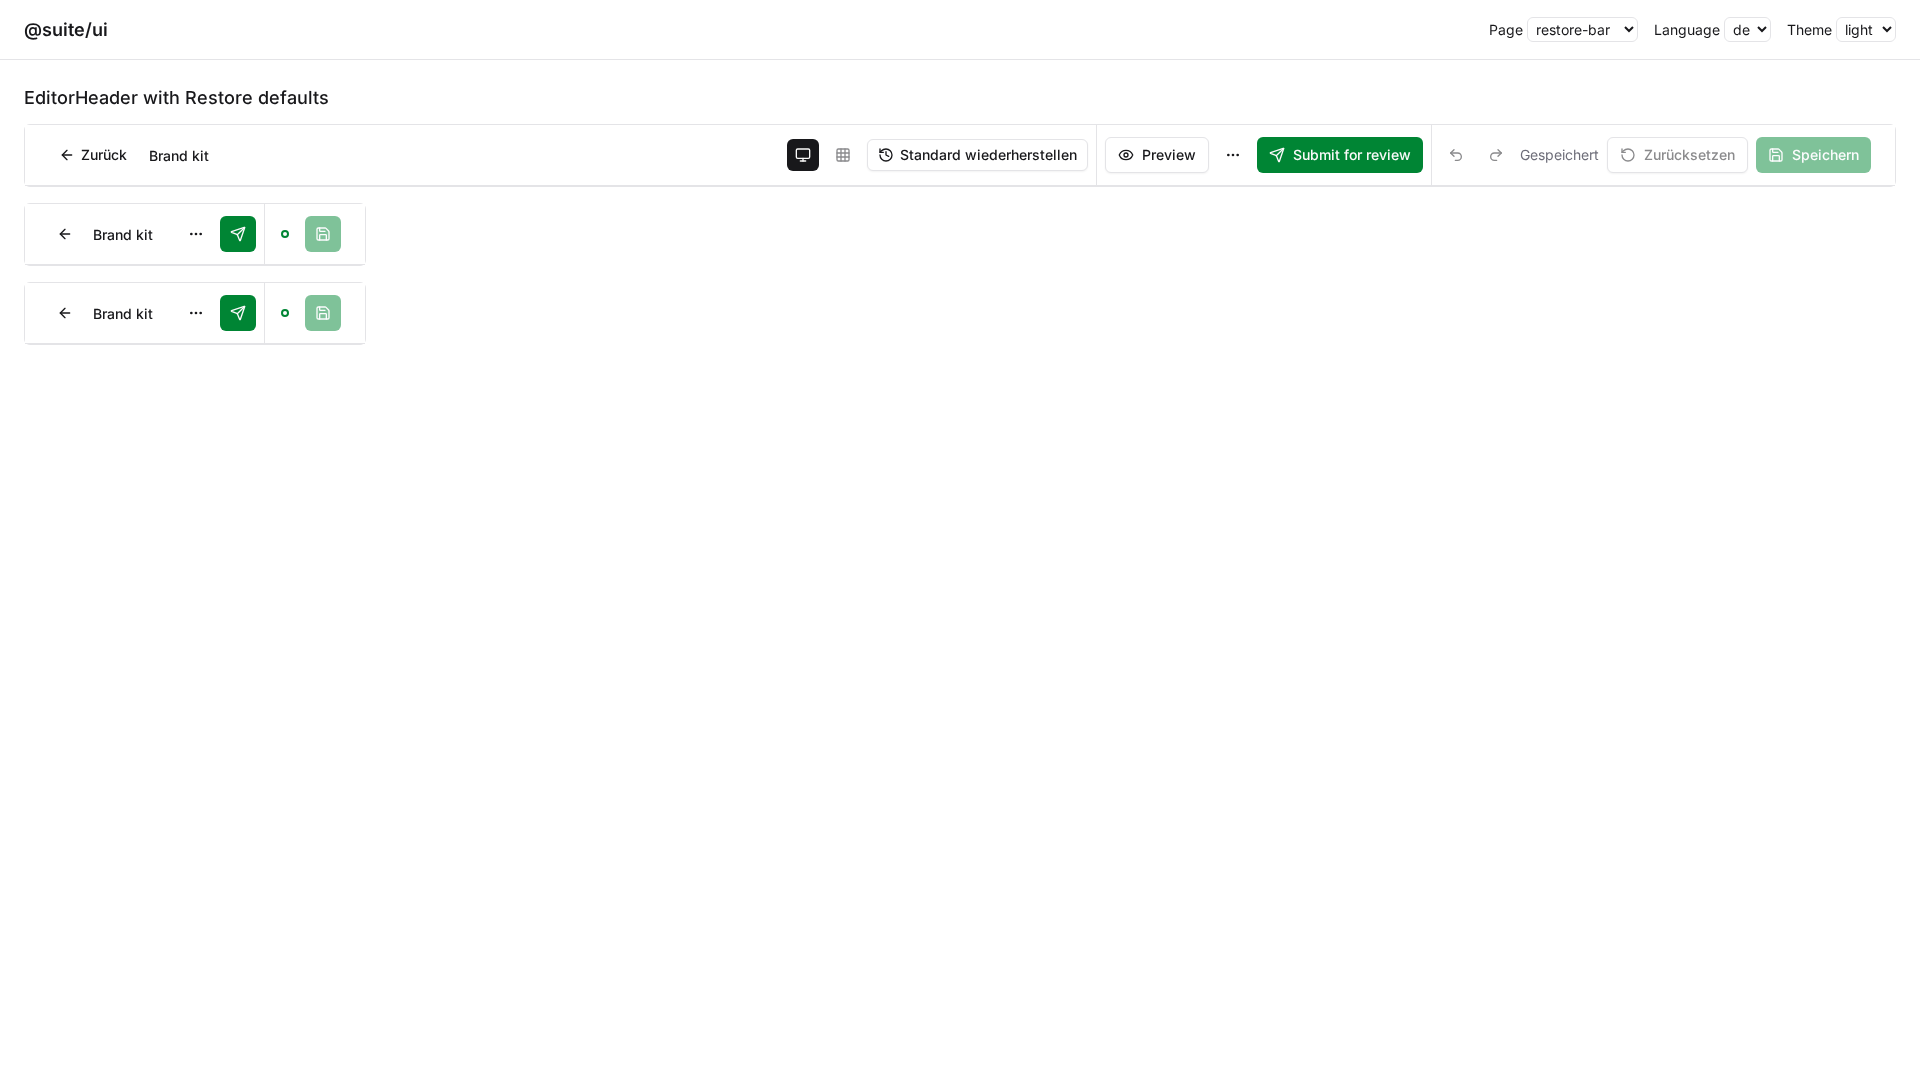 @suite/ui
Page restore-bar Language de Theme light
EditorHeader with Restore defaults
Zurück Brand kit Standard wiederherstellen Preview Submit for review Gespeichert Zurücksetzen Speichern
Brand kit
Brand kit